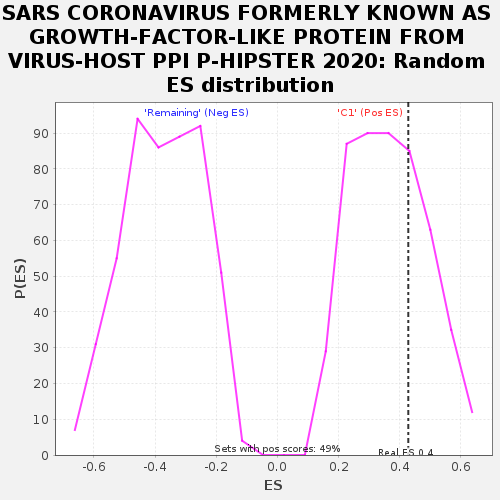 SARS CORONAVIRUS FORMERLY KNOWN AS
GROWTH-FACTOR-LIKE PROTEIN FROM
VIRUS-HOST PPI P-HIPSTER 2020: Random
ES distribution
'Remaining' (Neg ES)
'C1' (Pos ES)
90
80
70
60
50
40
30
20
10
0
P(ES)
Sets with pos scores: 49%
Real ES 0.4
-0.6
-0.4
-0.2
0.0
0.2
0.4
0.6
ES